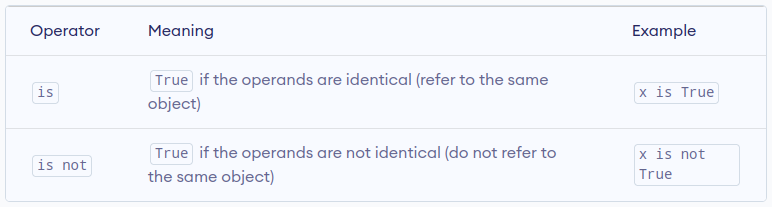 Operator Meaning Example
is True if the operands are identical (refer to the same object) x is True
is not True if the operands are not identical (do not refer to the same object) x is not True